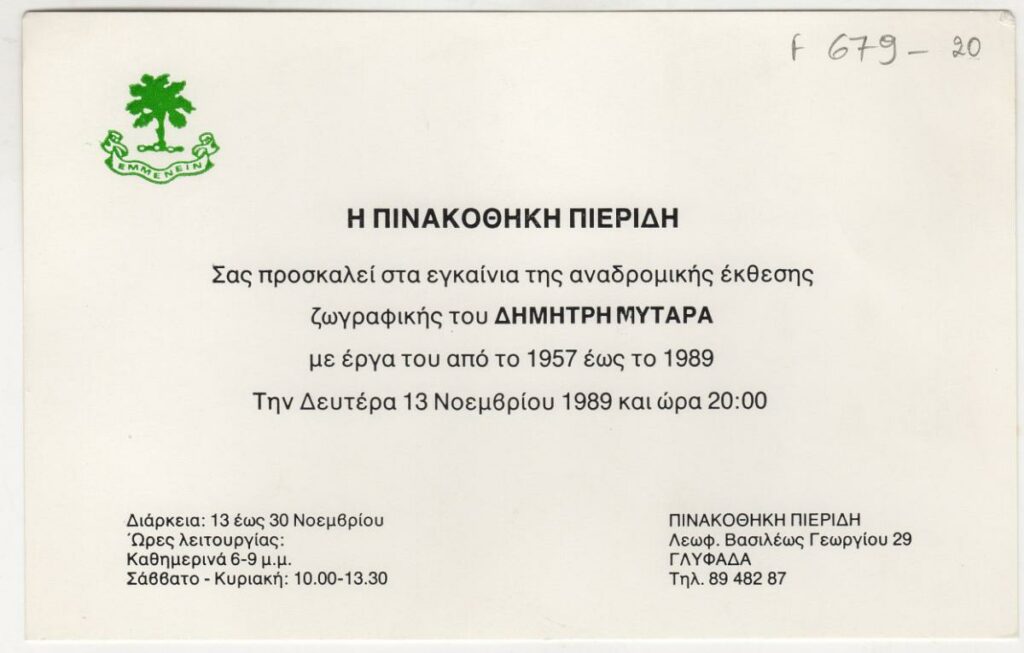 f 679 - 20
ΕΜΜΕΝΕΙΝ
Η ΠΙΝΑΚΟΘΗΚΗ ΠΙΕΡΙΔΗ
Σας προσκαλεί στα εγκαίνια της αναδρομικής έκθεσης
ζωγραφικής του ΔΗΜΗΤΡΗ ΜΥΤΑΡΑ
με έργα του από το 1957 έως το 1989
Την Δευτέρα 13 Νοεμβρίου 1989 και ώρα 20:00
Διάρκεια: 13 έως 30 Νοεμβρίου
Ώρες λειτουργίας:
Καθημερινά 6-9 μ.μ.
Σάββατο - Κυριακή: 10.00-13.30
ΠΙΝΑΚΟΘΗΚΗ ΠΙΕΡΙΔΗ
Λεωφ. Βασιλέως Γεωργίου 29
ΓΛΥΦΑΔΑ
Τηλ. 89 482 87